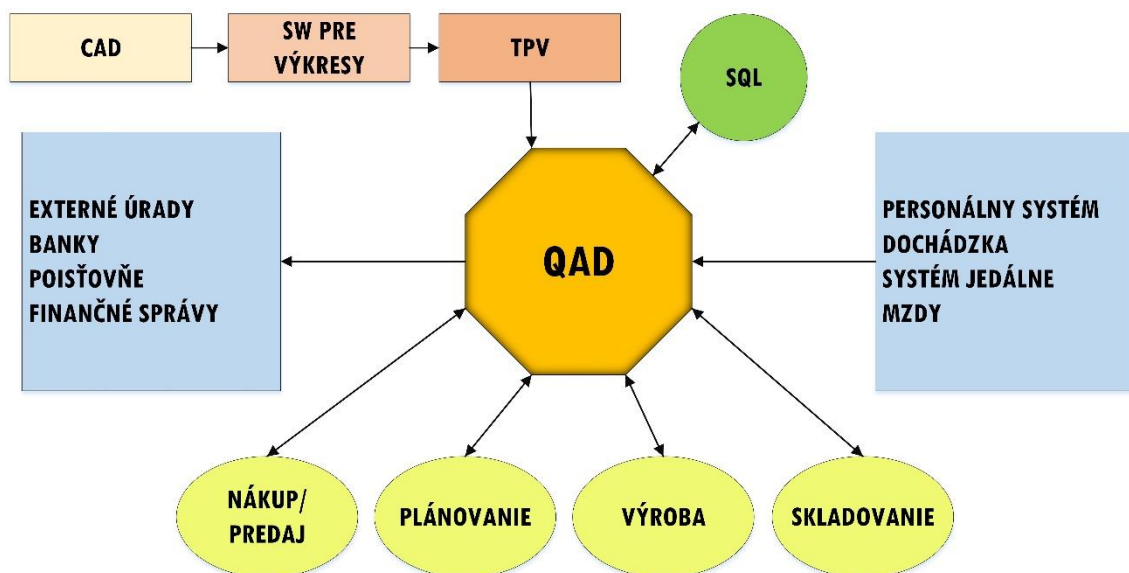 CAD
SW PRE
VÝKRESY
TPV
SQL
EXTERNÉ ÚRADY
BANKY
POISŤOVŇE
FINANČNÉ SPRÁVY
QAD
PERSONÁLNY SYSTÉM
DOCHÁDZKA
SYSTÉM JEDÁLNE
MZDY
NÁKUP/
PREDAJ
PLÁNOVANIE
VÝROBA
SKLADOVANIE